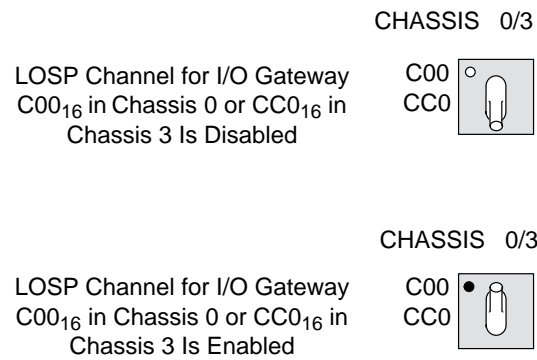 CHASSIS 0/3
LOSP Channel for I/O Gateway
C00₁₆ in Chassis 0 or CC0₁₆ in
Chassis 3 Is Disabled
C00
CC0
CHASSIS 0/3
LOSP Channel for I/O Gateway
C00₁₆ in Chassis 0 or CC0₁₆ in
Chassis 3 Is Enabled
C00
CC0